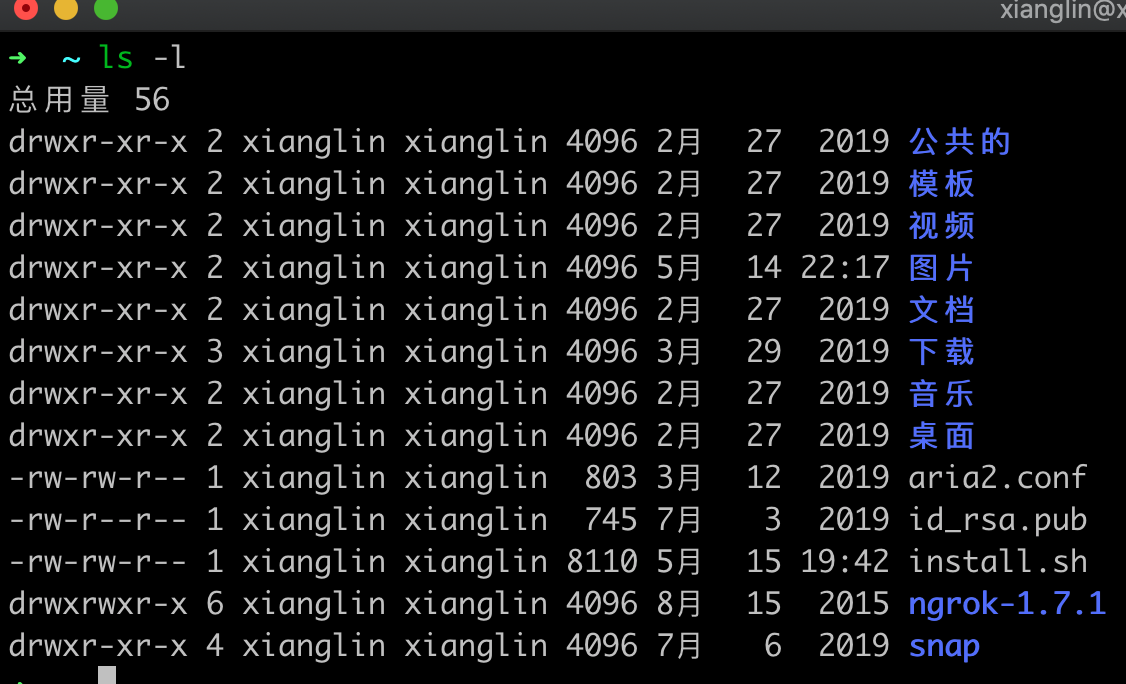 xianglin@x
➜ ~ ls -l
总用量 56
drwxr-xr-x 2 xianglin xianglin 4096 2月 27 2019 公共的
drwxr-xr-x 2 xianglin xianglin 4096 2月 27 2019 模板
drwxr-xr-x 2 xianglin xianglin 4096 2月 27 2019 视频
drwxr-xr-x 2 xianglin xianglin 4096 5月 14 22:17 图片
drwxr-xr-x 2 xianglin xianglin 4096 2月 27 2019 文档
drwxr-xr-x 3 xianglin xianglin 4096 3月 29 2019 下载
drwxr-xr-x 2 xianglin xianglin 4096 2月 27 2019 音乐
drwxr-xr-x 2 xianglin xianglin 4096 2月 27 2019 桌面
-rw-rw-r-- 1 xianglin xianglin 803 3月 12 2019 aria2.conf
-rw-r--r-- 1 xianglin xianglin 745 7月 3 2019 id_rsa.pub
-rw-rw-r-- 1 xianglin xianglin 8110 5月 15 19:42 install.sh
drwxrwxr-x 6 xianglin xianglin 4096 8月 15 2015 ngrok-1.7.1
drwxr-xr-x 4 xianglin xianglin 4096 7月 6 2019 snap